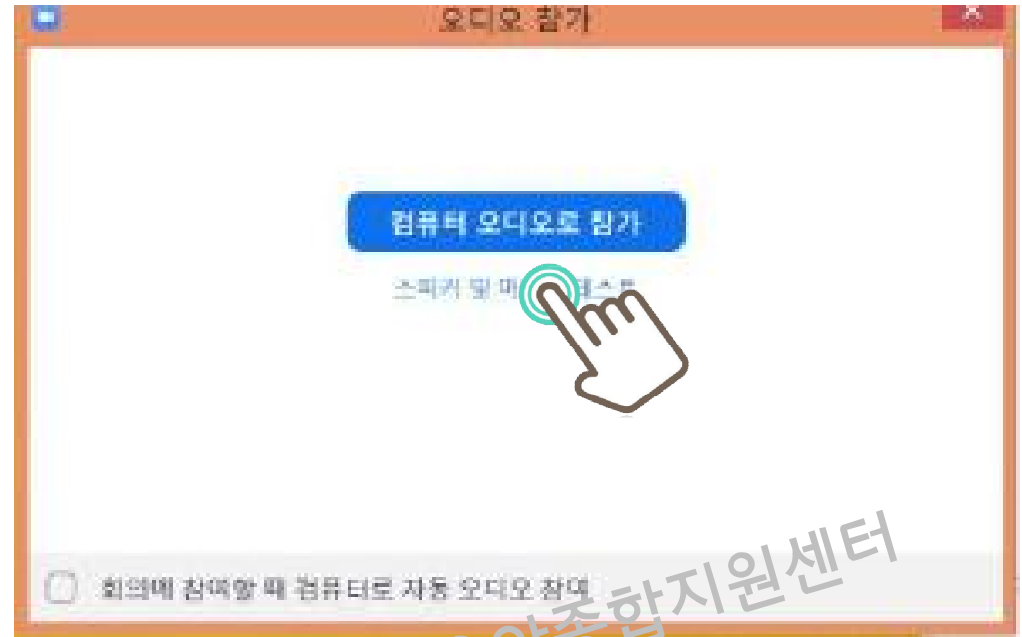 오디오 참가
컴퓨터 오디오로 참가
스피커 및 테스트
회의에 참여할 때 컴퓨터로 자동 오디오 참여
종합지원센터